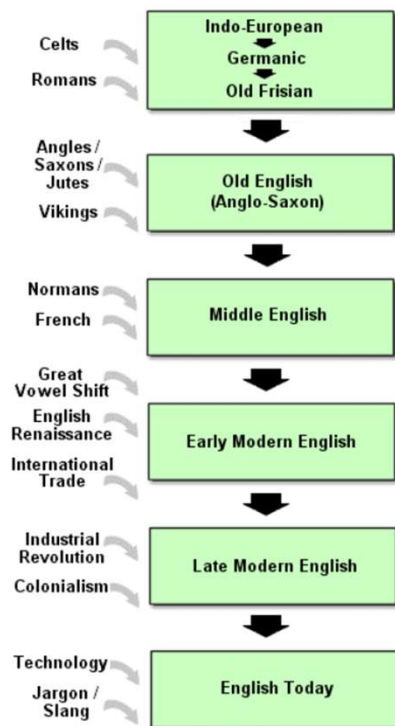 Celts
Romans
Indo-European
Germanic
Old Frisian
Angles /
Saxons /
Jutes
Vikings
Old English
(Anglo-Saxon)
Normans
French
Middle English
Great
Vowel Shift
English
Renaissance
International
Trade
Early Modern English
Industrial
Revolution
Colonialism
Late Modern English
Technology
Jargon /
Slang
English Today